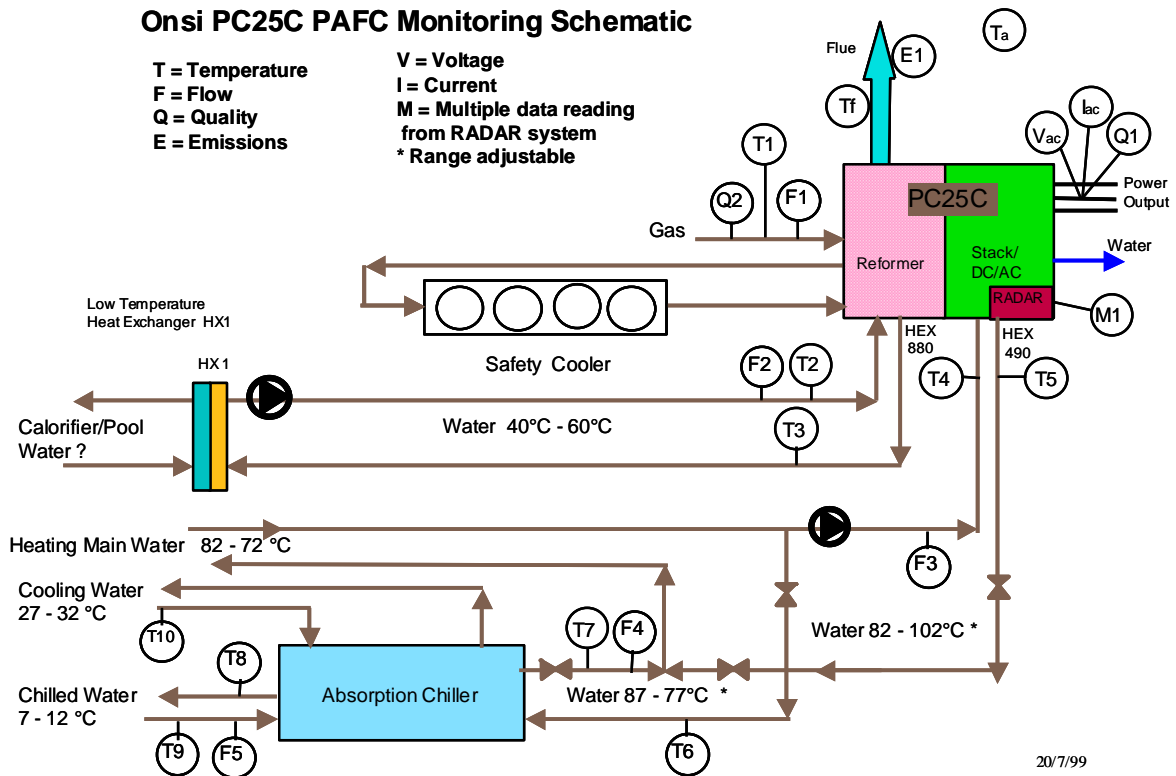 Onsi PC25C PAFC Monitoring Schematic
T = Temperature
F = Flow
Q = Quality
E = Emissions
V = Voltage
I = Current
M = Multiple data reading
from RADAR system
* Range adjustable
Flue
E1
Ta
Tf
Iac
Vac
Q1
T1
Q2
F1
PC25C
Power
Output
Gas
Reformer
Stack/
DC/AC
Water
RADAR
M1
Low Temperature
Heat Exchanger HX1
HX1
Safety Cooler
HEX
880
HEX
490
F2
T2
T4
T5
Calorifier/Pool
Water ?
Water 40°C - 60°C
T3
Heating Main Water 82 - 72 °C
F3
Cooling Water
27 - 32 °C
T10
T7
F4
Water 82 - 102°C *
T8
Chilled Water
7 - 12 °C
Absorption Chiller
Water 87 - 77°C *
T9
F5
T6
20/7/99